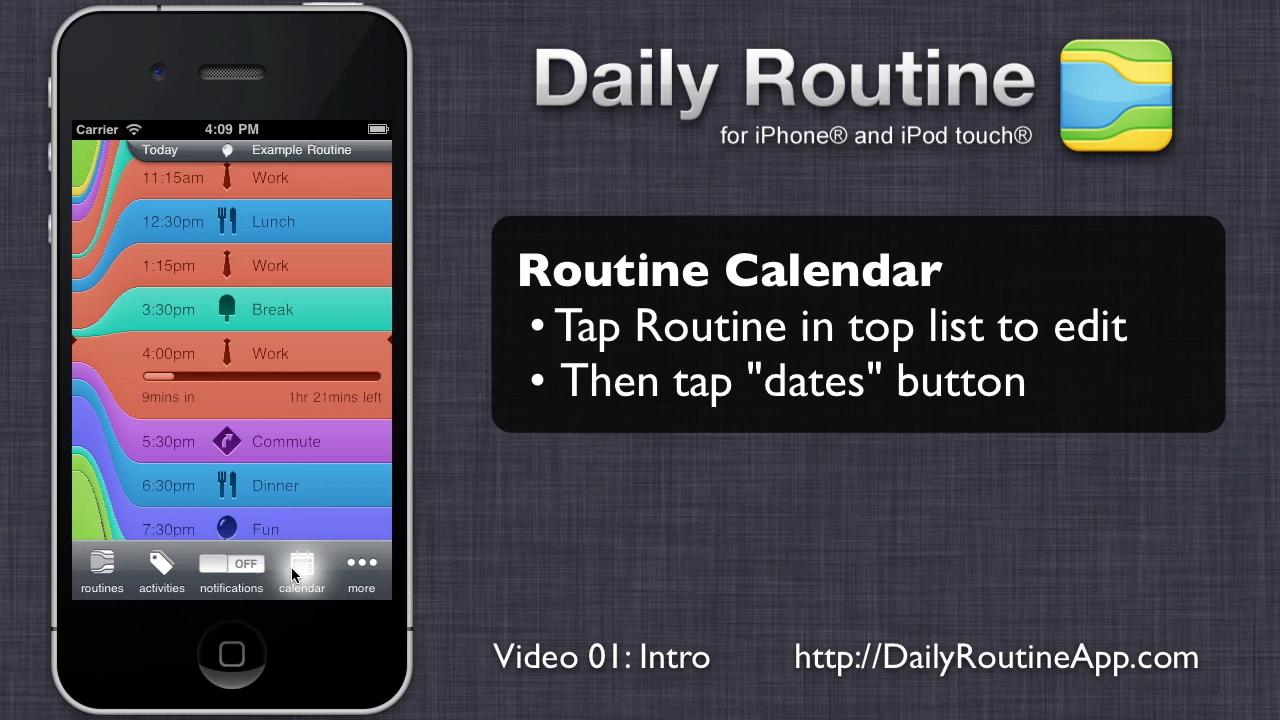 Carrier 4:09 PM
Today Example Routine
11:15am Work
12:30pm Lunch
1:15pm Work
3:30pm Break
4:00pm Work
9mins in 1hr 21mins left
5:30pm Commute
6:30pm Dinner
7:30pm Fun
OFF
routines activities notifications calendar more
Daily Routine
for iPhone® and iPod touch®
Routine Calendar
• Tap Routine in top list to edit
• Then tap "dates" button
Video 01: Intro http://DailyRoutineApp.com